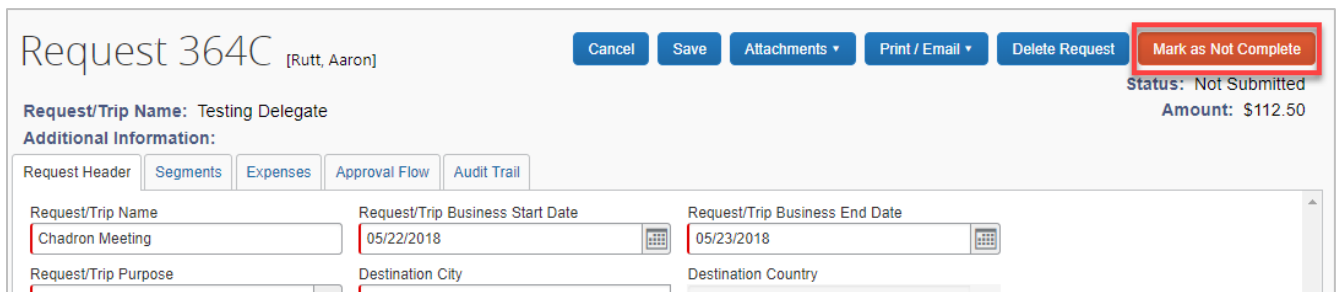 Request 364C [Rutt, Aaron]
Cancel Save Attachments ▾ Print / Email ▾ Delete Request Mark as Not Complete
Status: Not Submitted
Request/Trip Name: Testing Delegate
Amount: $112.50
Additional Information:
Request Header Segments Expenses Approval Flow Audit Trail
Request/Trip Name Request/Trip Business Start Date Request/Trip Business End Date
Chadron Meeting 05/22/2018 05/23/2018
Request/Trip Purpose Destination City Destination Country